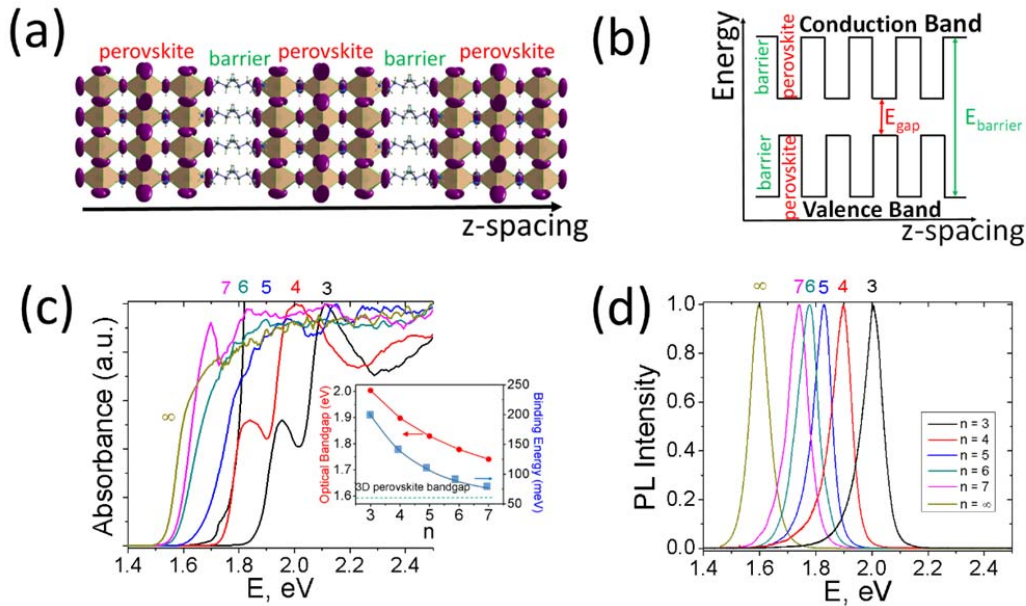 (a)
perovskite barrier perovskite barrier perovskite
z-spacing
(b)
Energy
Conduction Band
barrier
perovskite
E_gap
E_barrier
barrier
perovskite
Valence Band
z-spacing
(c)
7 6 5 4 3
∞
Absorbance (a.u.)
1.4 1.6 1.8 2.0 2.2 2.4
E, eV
Optical Bandgap (eV)
2.0
1.9
1.8
1.7
1.6
Binding Energy (meV)
250
200
150
100
50
3D perovskite bandgap
3 4 5 6 7
n
(d)
∞ 7 6 5 4 3
PL Intensity
1.0
0.8
0.6
0.4
0.2
0.0
n = 3
n = 4
n = 5
n = 6
n = 7
n = ∞
1.4 1.6 1.8 2.0 2.2 2.4
E, eV